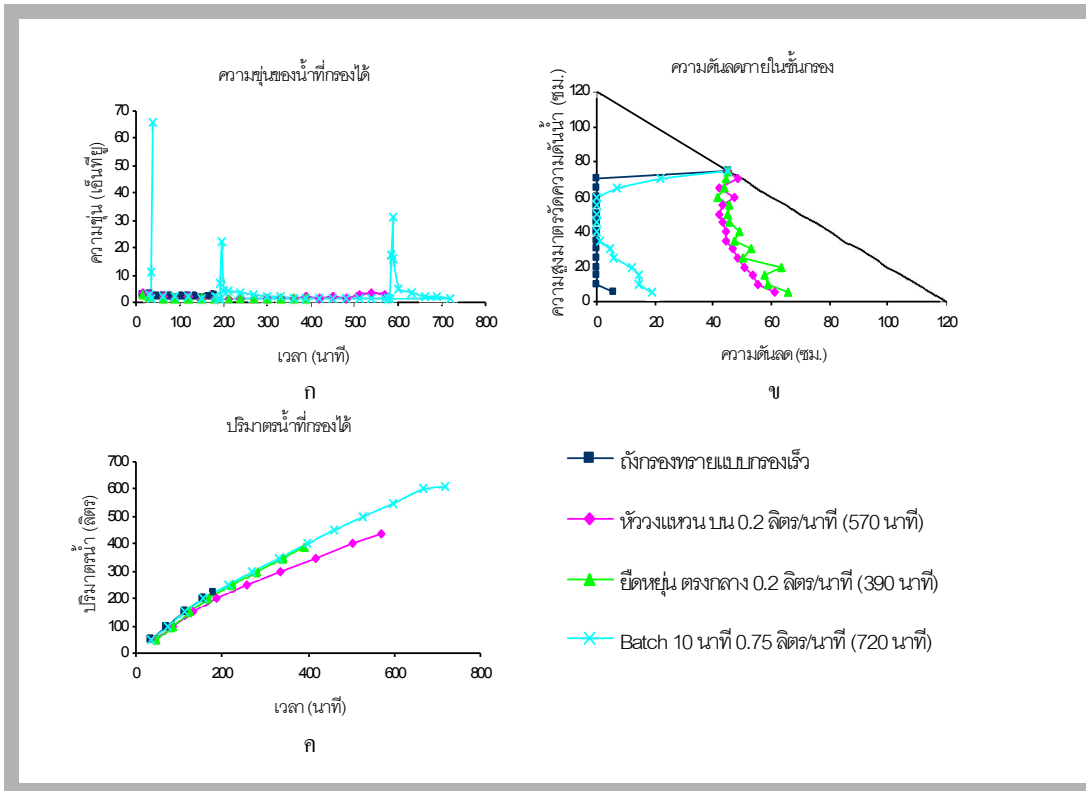 ความขุ่นของน้ำที่กรองได้
ความขุ่น (เอ็นทียู)
70
60
50
40
30
20
10
0
0 100 200 300 400 500 600 700 800
เวลา (นาที)
ก
ความดันลดภายในชั้นกรอง
ความสูงมาตรวัดความดันน้ำ (ซม.)
120
100
80
60
40
20
0
0 20 40 60 80 100 120
ความดันลด (ซม.)
ข
ปริมาตรน้ำที่กรองได้
ปริมาตรน้ำ (ลิตร)
700
600
500
400
300
200
100
0
0 200 400 600 800
เวลา (นาที)
ค
ถังกรองทรายแบบกรองเร็ว
หัววงแหวน บน 0.2 ลิตร/นาที (570 นาที)
ยืดหยุ่น ตรงกลาง 0.2 ลิตร/นาที (390 นาที)
Batch 10 นาที 0.75 ลิตร/นาที (720 นาที)